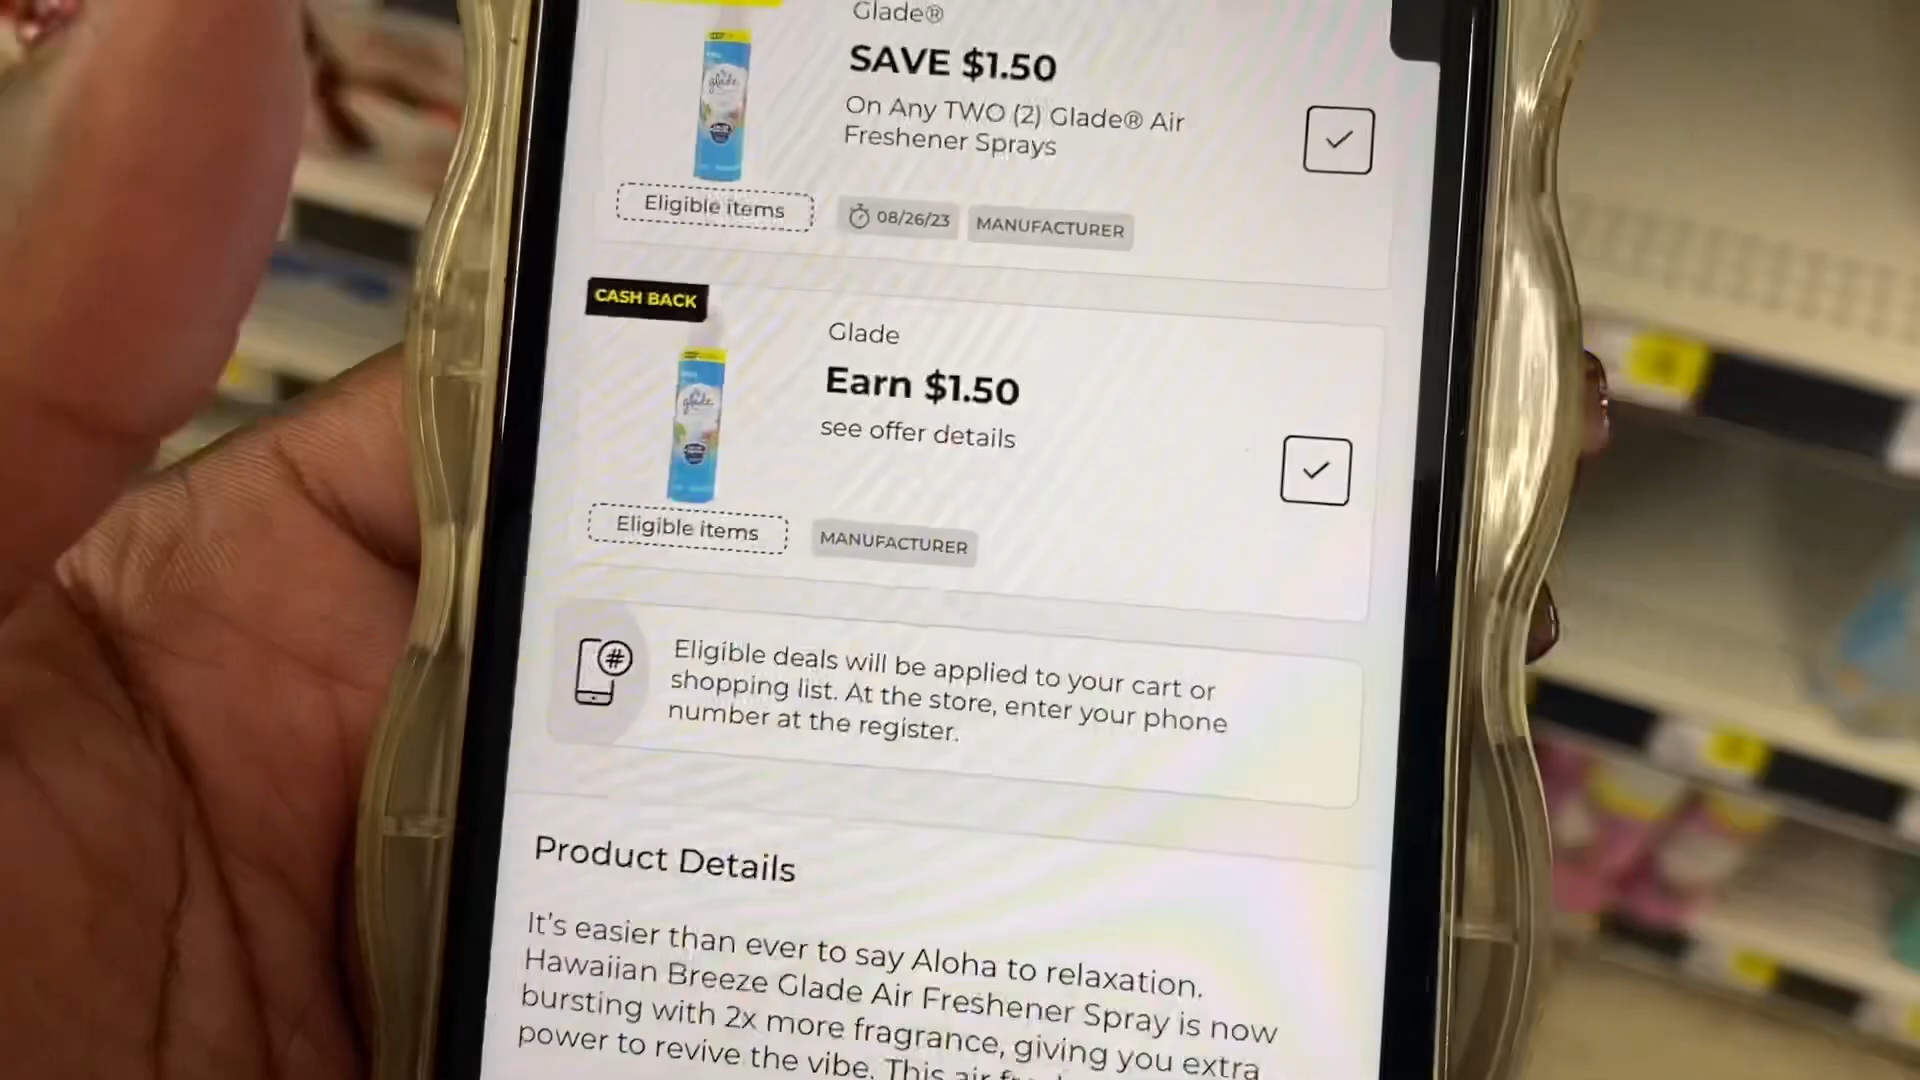 Glade®
SAVE $1.50
On Any TWO (2) Glade® Air
Freshener Sprays
glade
Eligible items
08/26/23
MANUFACTURER
CASH BACK
Glade
Earn $1.50
see offer details
glade
Eligible items
MANUFACTURER
#
Eligible deals will be applied to your cart or
shopping list. At the store, enter your phone
number at the register.
Product Details
It's easier than ever to say Aloha to relaxation.
Hawaiian Breeze Glade Air Freshener Spray is now
bursting with 2x more fragrance, giving you extra
power to revive the vibe. This air